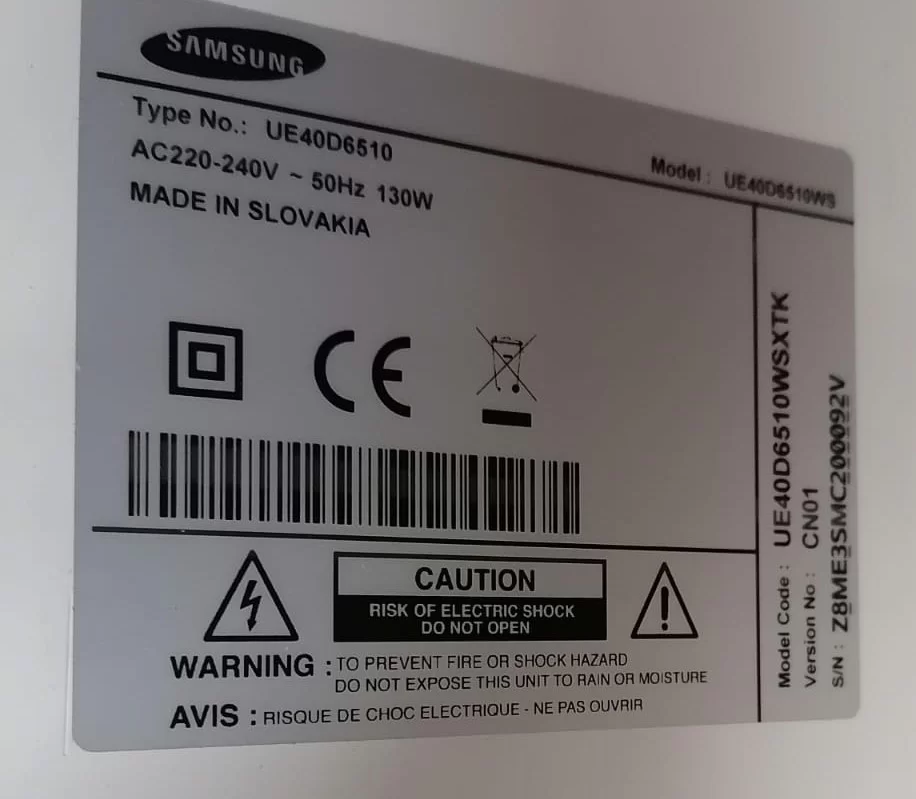 SAMSUNG
Type No.: UE40D6510
Model : UE40D6510WS
AC220-240V ~ 50Hz 130W
MADE IN SLOVAKIA
CE
CAUTION
RISK OF ELECTRIC SHOCK
DO NOT OPEN
WARNING : TO PREVENT FIRE OR SHOCK HAZARD
DO NOT EXPOSE THIS UNIT TO RAIN OR MOISTURE
AVIS : RISQUE DE CHOC ELECTRIQUE - NE PAS OUVRIR
Model Code : UE40D6510WSXTK
Version No : CN01
S/N : Z8ME3SMC200092V